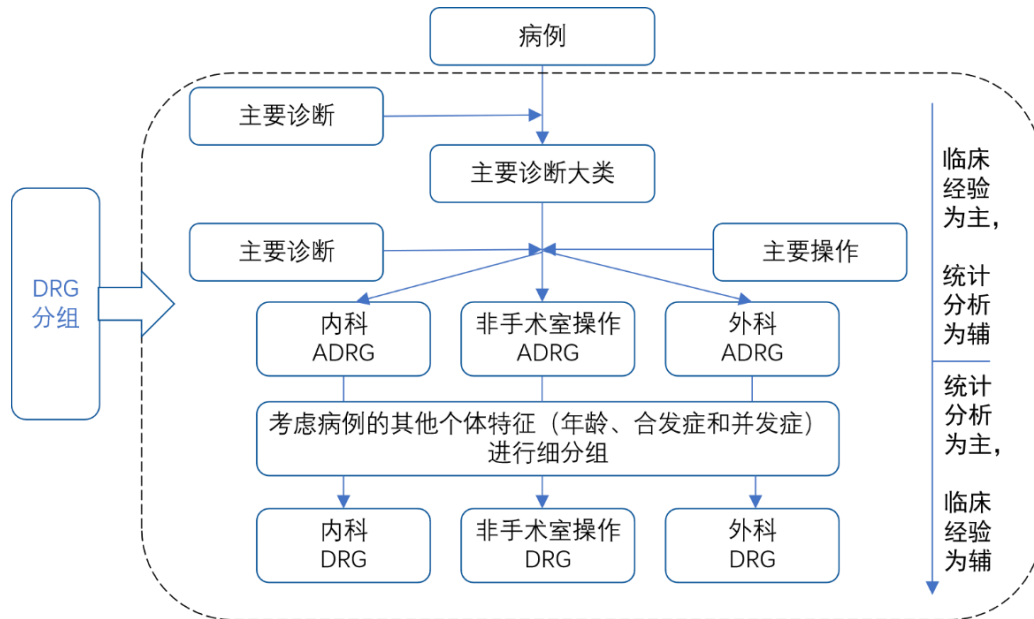 病例
主要诊断
主要诊断大类
主要诊断
主要操作
DRG
分组
内科
ADRG
非手术室操作
ADRG
外科
ADRG
考虑病例的其他个体特征（年龄、合发症和并发症）
进行细分组
内科
DRG
非手术室操作
DRG
外科
DRG
临床
经验
为主，
统计
分析
为辅
统计
分析
为主，
临床
经验
为辅